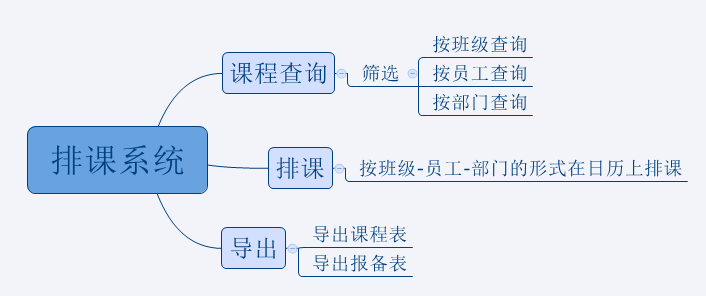 排课系统
课程查询
筛选
按班级查询
按员工查询
按部门查询
排课
按班级-员工-部门的形式在日历上排课
导出
导出课程表
导出报备表